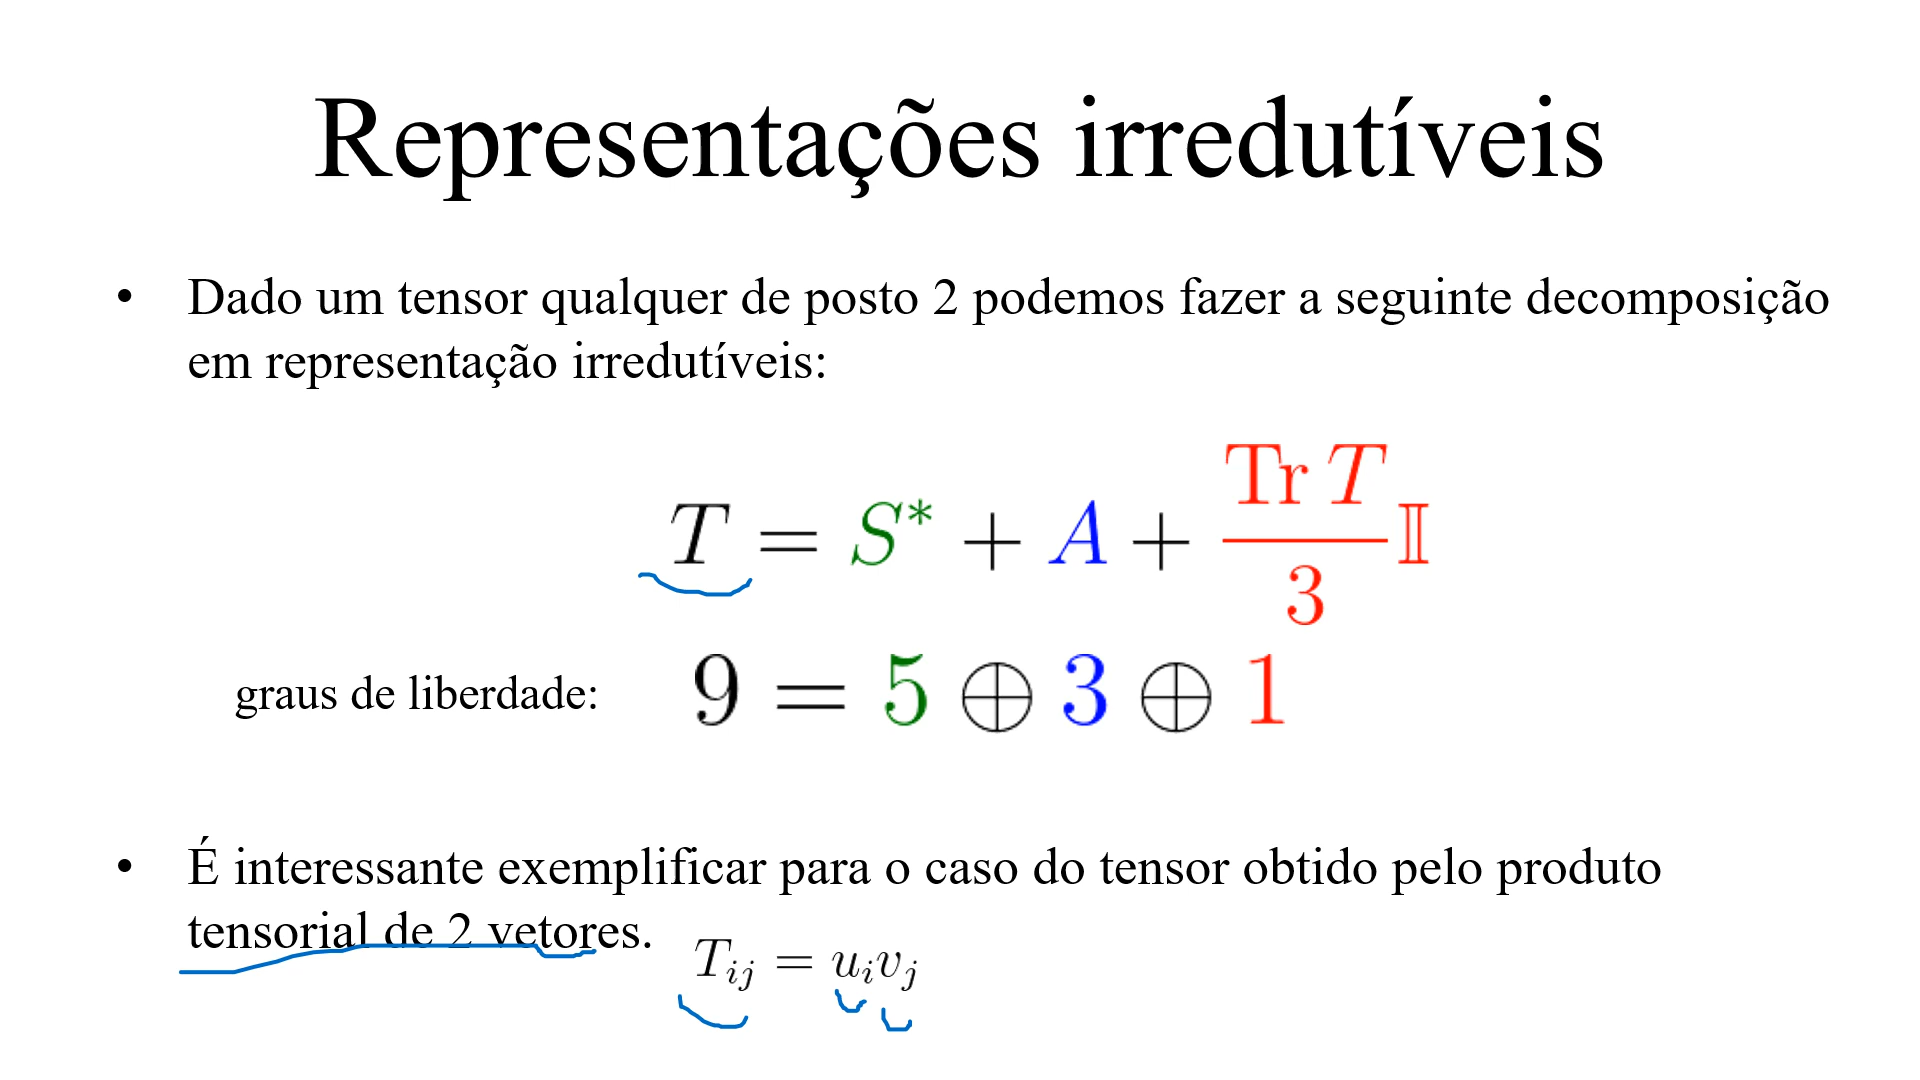 Representações irredutíveis
• Dado um tensor qualquer de posto 2 podemos fazer a seguinte decomposição
em representação irredutíveis:
T = S* + A + Tr T / 3 𝕀
graus de liberdade: 9 = 5 ⊕ 3 ⊕ 1
• É interessante exemplificar para o caso do tensor obtido pelo produto
tensorial de 2 vetores.
T_{ij} = u_i v_j